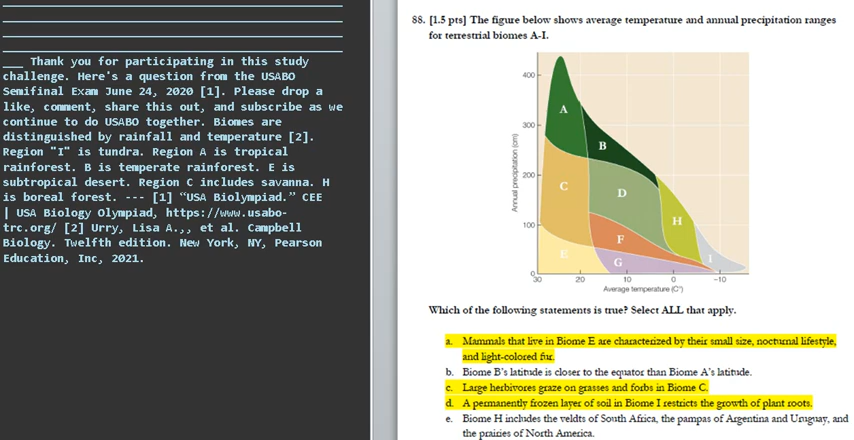 ___ Thank you for participating in this study
challenge. Here's a question from the USABO
Semifinal Exam June 24, 2020 [1]. Please drop a
like, comment, share this out, and subscribe as we
continue to do USABO together. Biomes are
distinguished by rainfall and temperature [2].
Region "I" is tundra. Region A is tropical
rainforest. B is temperate rainforest. E is
subtropical desert. Region C includes savanna. H
is boreal forest. --- [1] “USA Biolympiad.” CEE
| USA Biology Olympiad, https://www.usabo-
trc.org/ [2] Urry, Lisa A.,, et al. Campbell
Biology. Twelfth edition. New York, NY, Pearson
Education, Inc, 2021.
88. [1.5 pts] The figure below shows average temperature and annual precipitation ranges
for terrestrial biomes A-I.
400
300
200
100
0
Annual precipitation (cm)
A
B
C
D
H
F
E
G
I
30 20 10 0 −10
Average temperature (C°)
Which of the following statements is true? Select ALL that apply.
a. Mammals that live in Biome E are characterized by their small size, nocturnal lifestyle,
and light-colored fur.
b. Biome B’s latitude is closer to the equator than Biome A’s latitude.
c. Large herbivores graze on grasses and forbs in Biome C.
d. A permanently frozen layer of soil in Biome I restricts the growth of plant roots.
e. Biome H includes the veldts of South Africa, the pampas of Argentina and Uruguay, and
the prairies of North America.